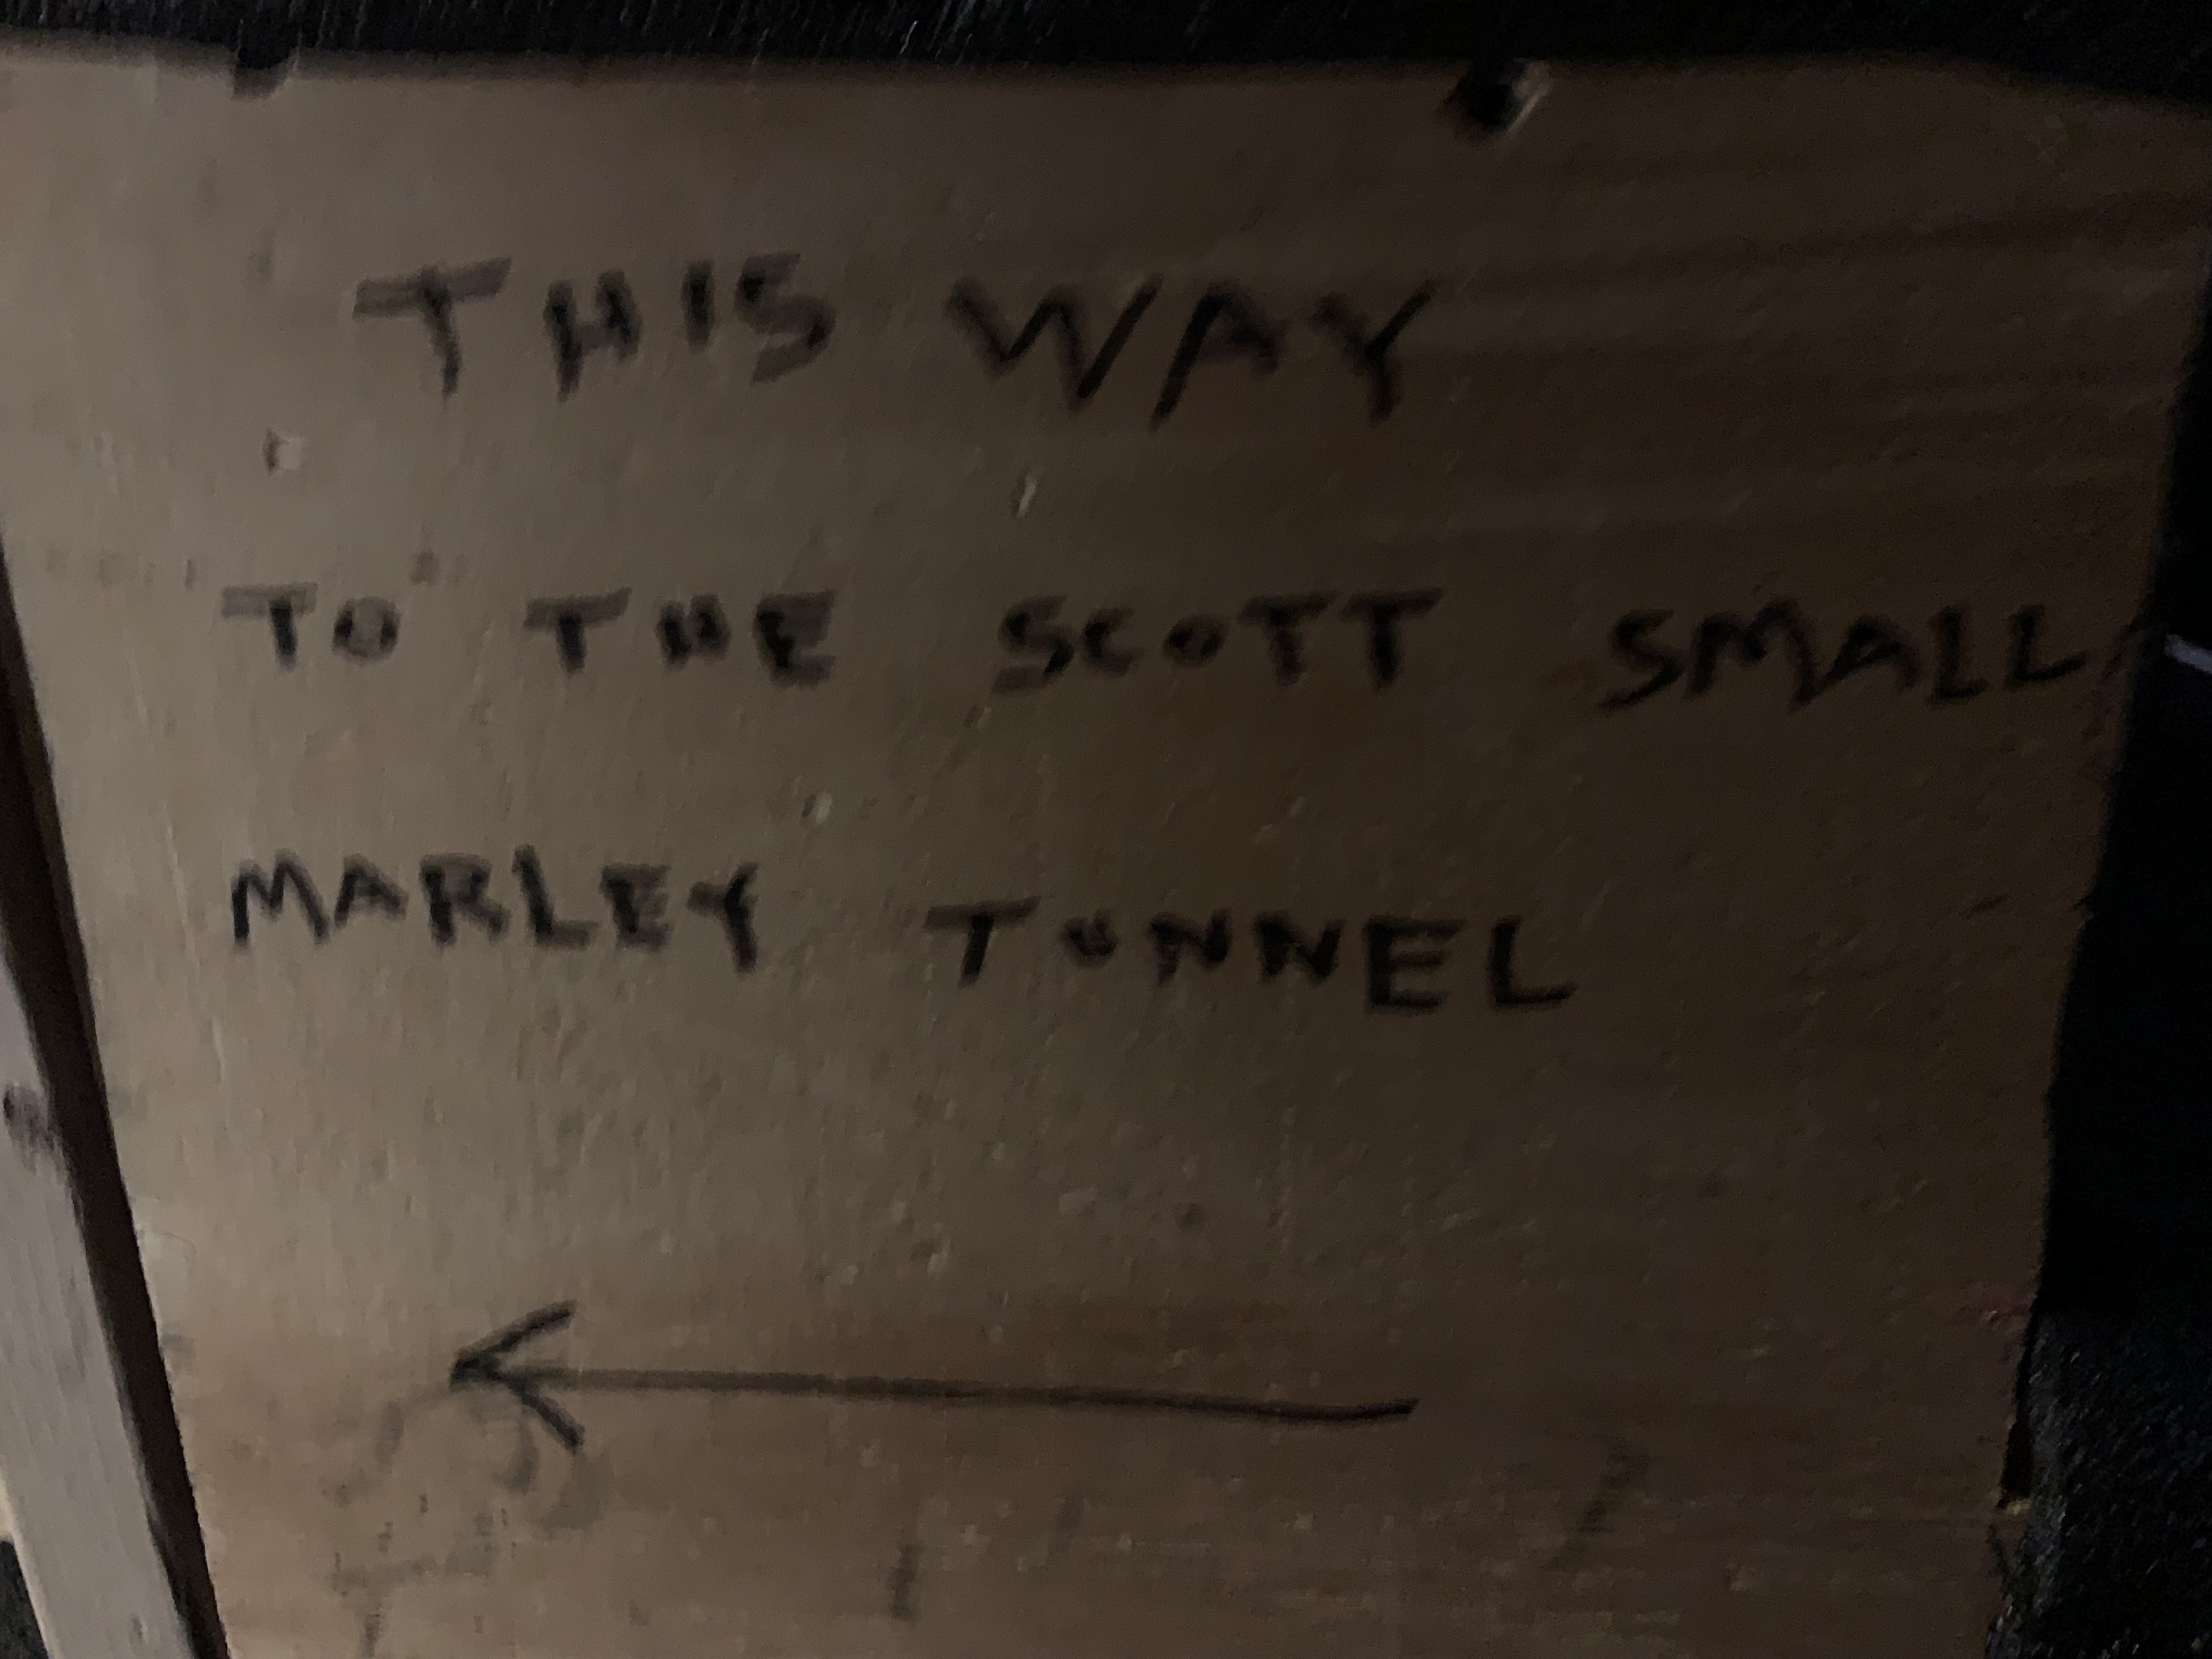 THIS WAY
TO THE SCOTT SMALL
MARLEY TUNNEL